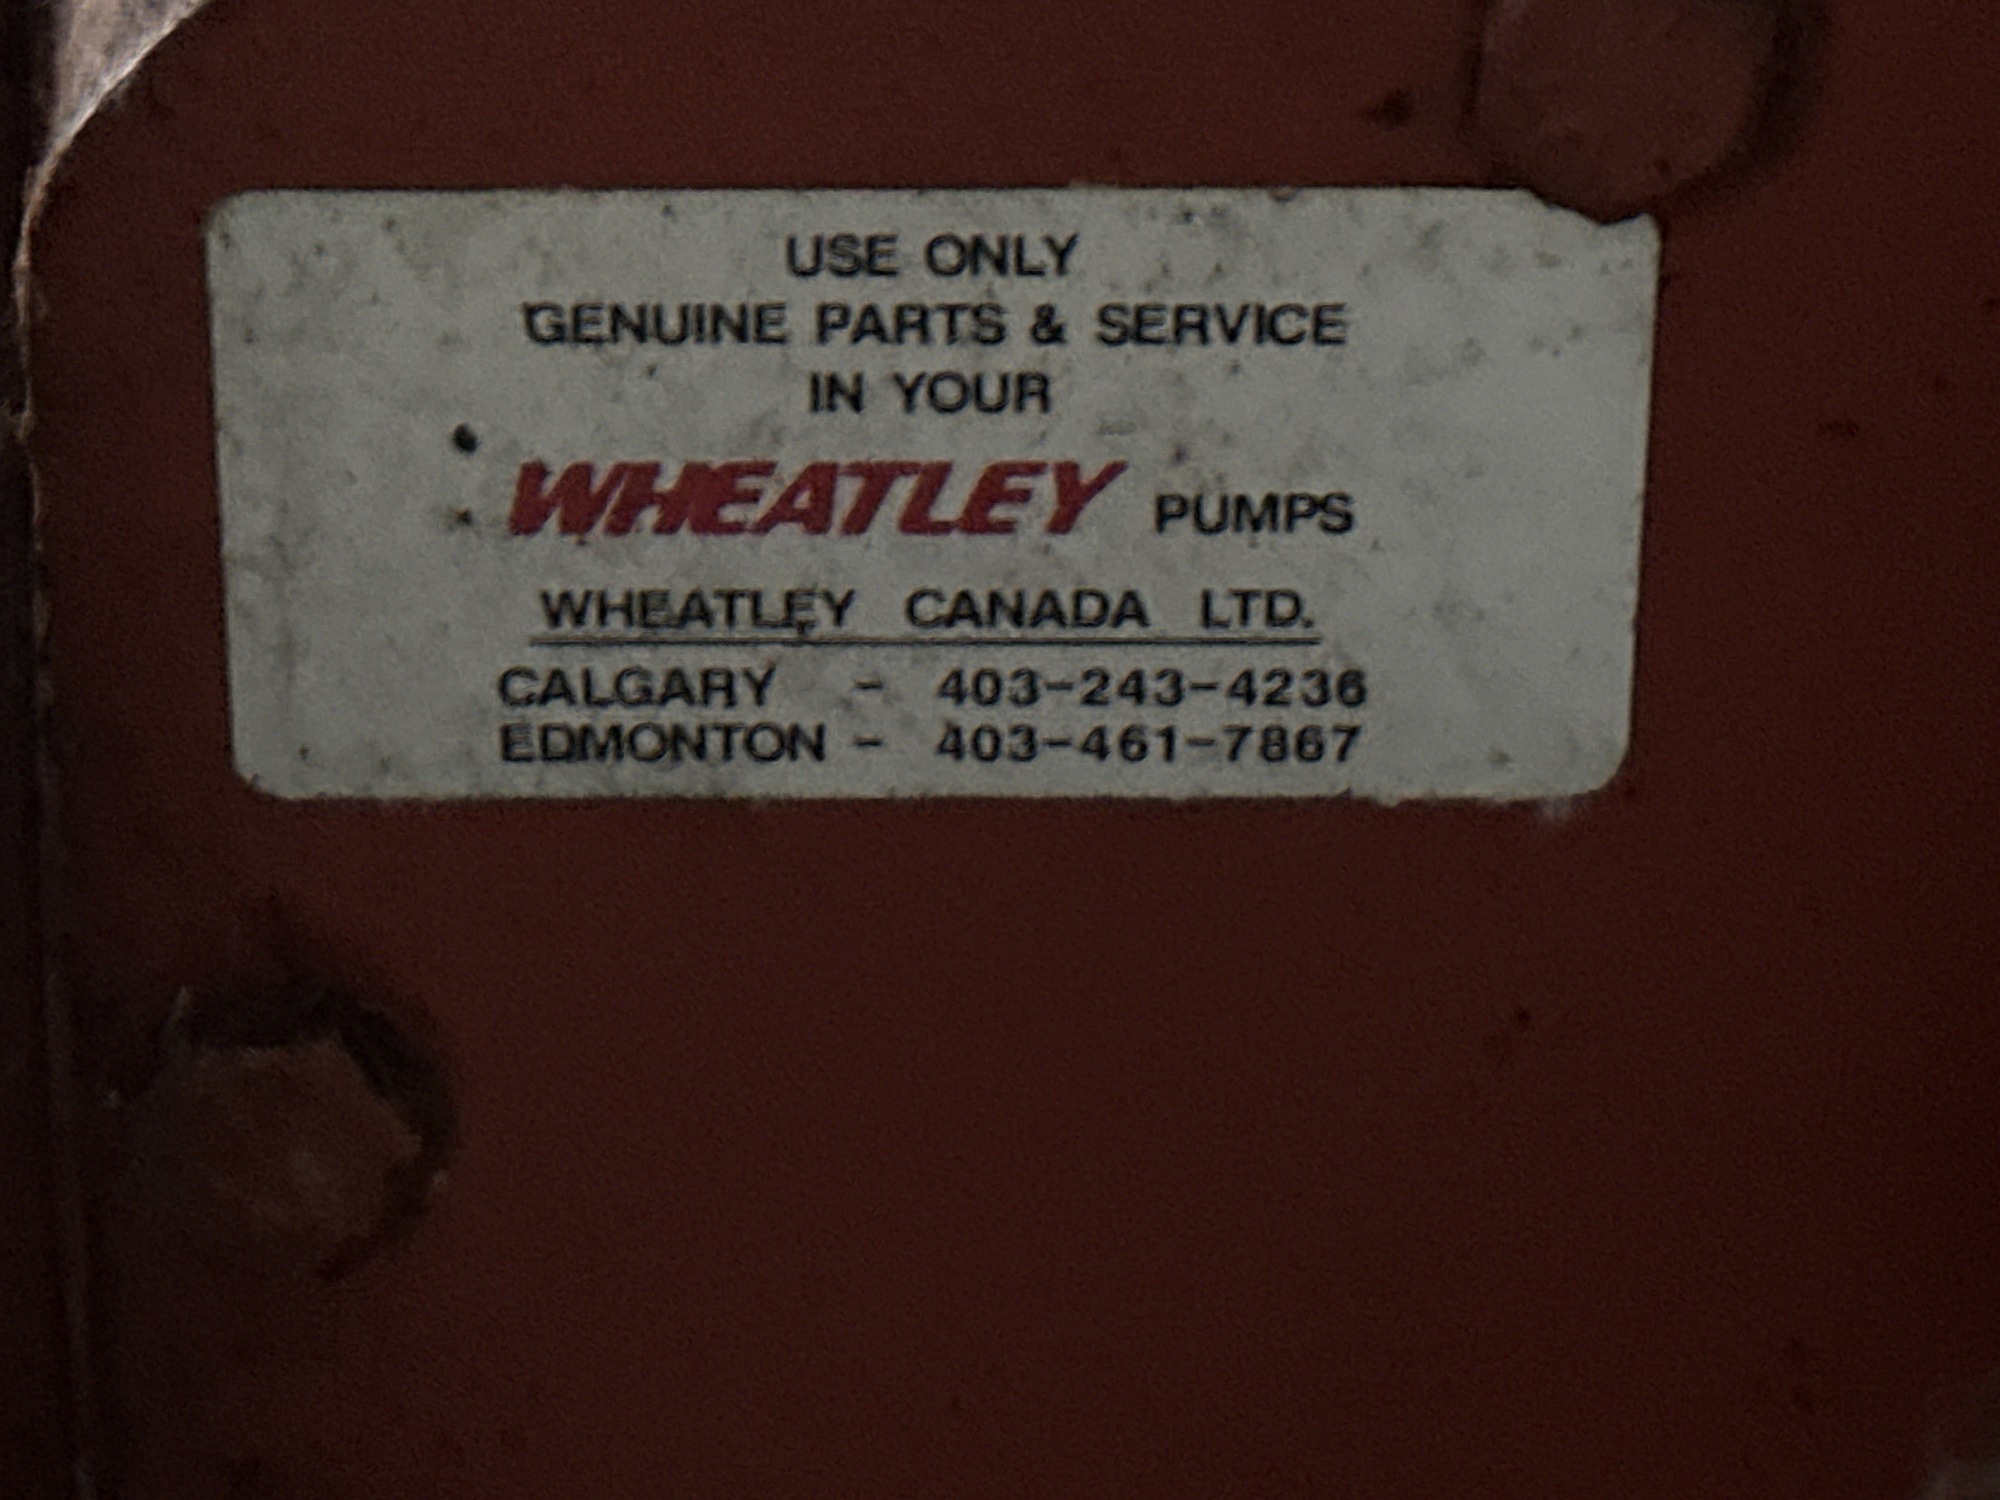 USE ONLY
GENUINE PARTS & SERVICE
IN YOUR
WHEATLEY PUMPS
WHEATLEY CANADA LTD.
CALGARY - 403-243-4236
EDMONTON - 403-461-7867